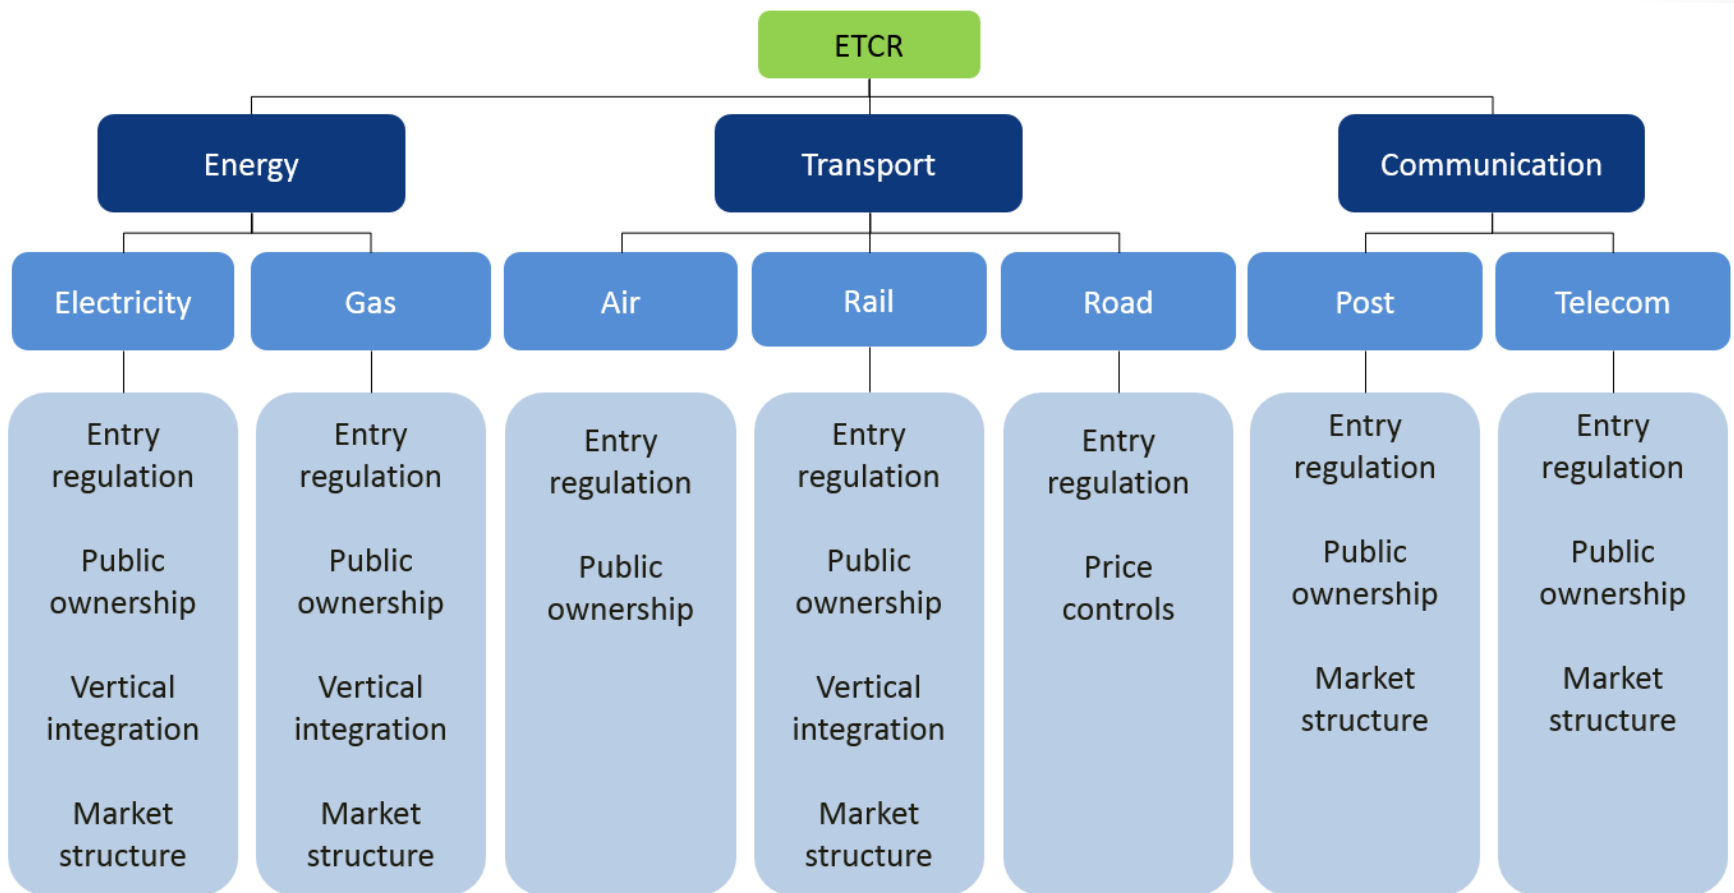 ETCR
Energy
Transport
Communication
Electricity
Gas
Air
Rail
Road
Post
Telecom
Entry
regulation
Public
ownership
Vertical
integration
Market
structure
Entry
regulation
Public
ownership
Vertical
integration
Market
structure
Entry
regulation
Public
ownership
Entry
regulation
Public
ownership
Vertical
integration
Market
structure
Entry
regulation
Price
controls
Entry
regulation
Public
ownership
Market
structure
Entry
regulation
Public
ownership
Market
structure